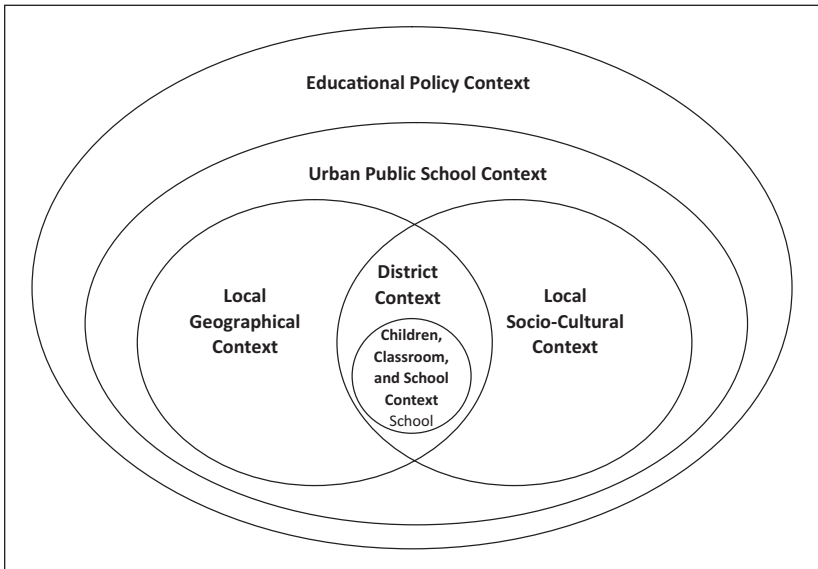 Educational Policy Context
Urban Public School Context
Local
Geographical
Context
District
Context
Children,
Classroom,
and School
Context
School
Local
Socio-Cultural
Context